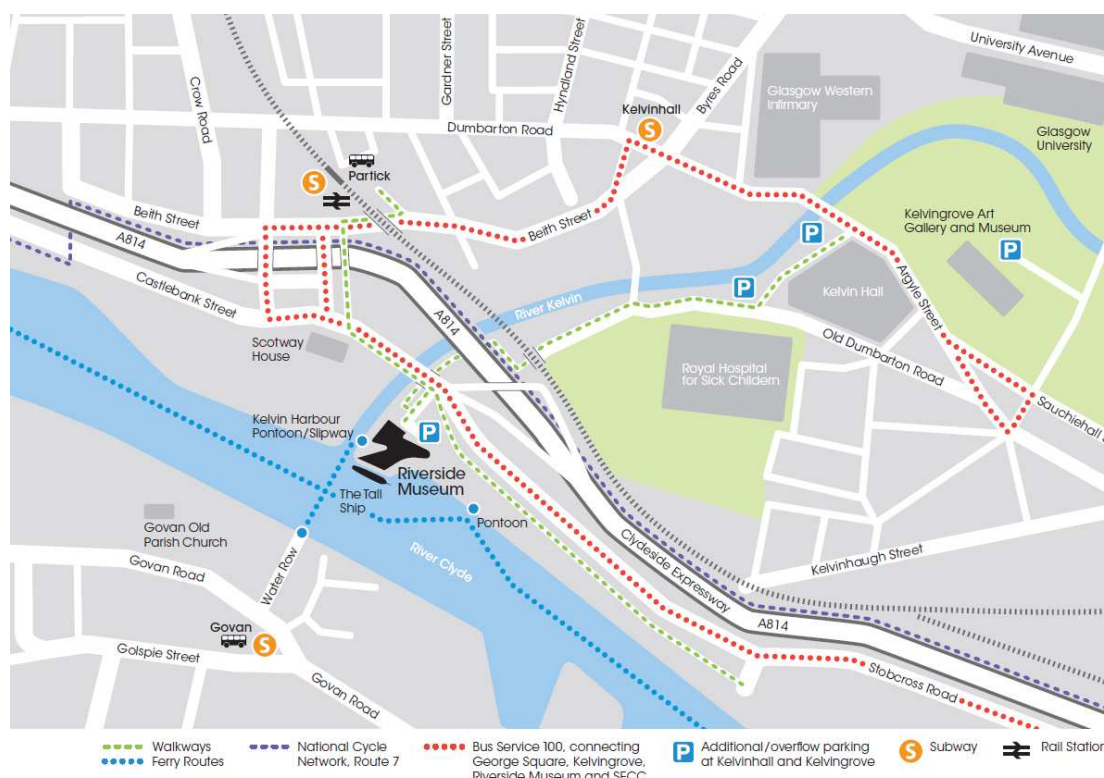 University Avenue
Crow Road
Gardner Street
Hyndland Street
Byres Road
Kelvinhall
S
Glasgow Western
Infirmary
Dumbarton Road
Glasgow
University
S
Partick
Beith Street
Beith Street
Kelvingrove Art
Gallery and Museum
P
P
P
A814
Castlebank Street
A814
River Kelvin
Kelvin Hall
Argyle Street
Scotway
House
Royal Hospital
for Sick Childern
Old Dumbarton Road
Sauchiehall S
Kelvin Harbour
Pontoon/Slipway
P
Riverside
Museum
The Tall
Ship
Pontoon
Govan Old
Parish Church
River Clyde
Clydeside Expressway
Kelvinhaugh Street
Govan Road
Water Row
Govan
S
A814
Golspie Street
Govan Road
Stobcross Road
Walkways
Ferry Routes
National Cycle
Network, Route 7
Bus Service 100, connecting
George Square, Kelvingrove,
Riverside Museum and SECC
P
Additional/overflow parking
at Kelvinhall and Kelvingrove
S
Subway
Rail Station